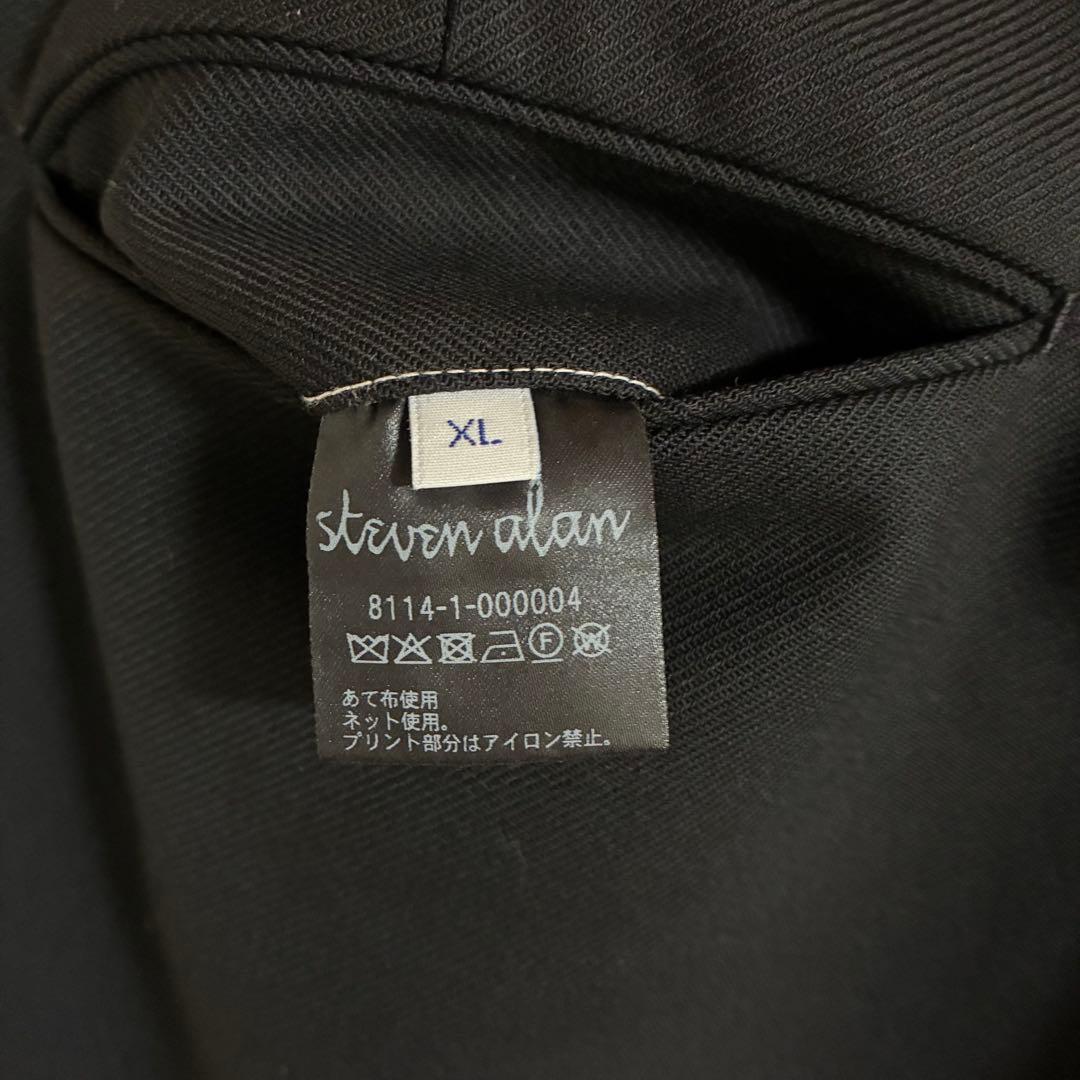 XL
steven alan
8114-1-000004
あて布使用
ネット使用。
プリント部分はアイロン禁止。